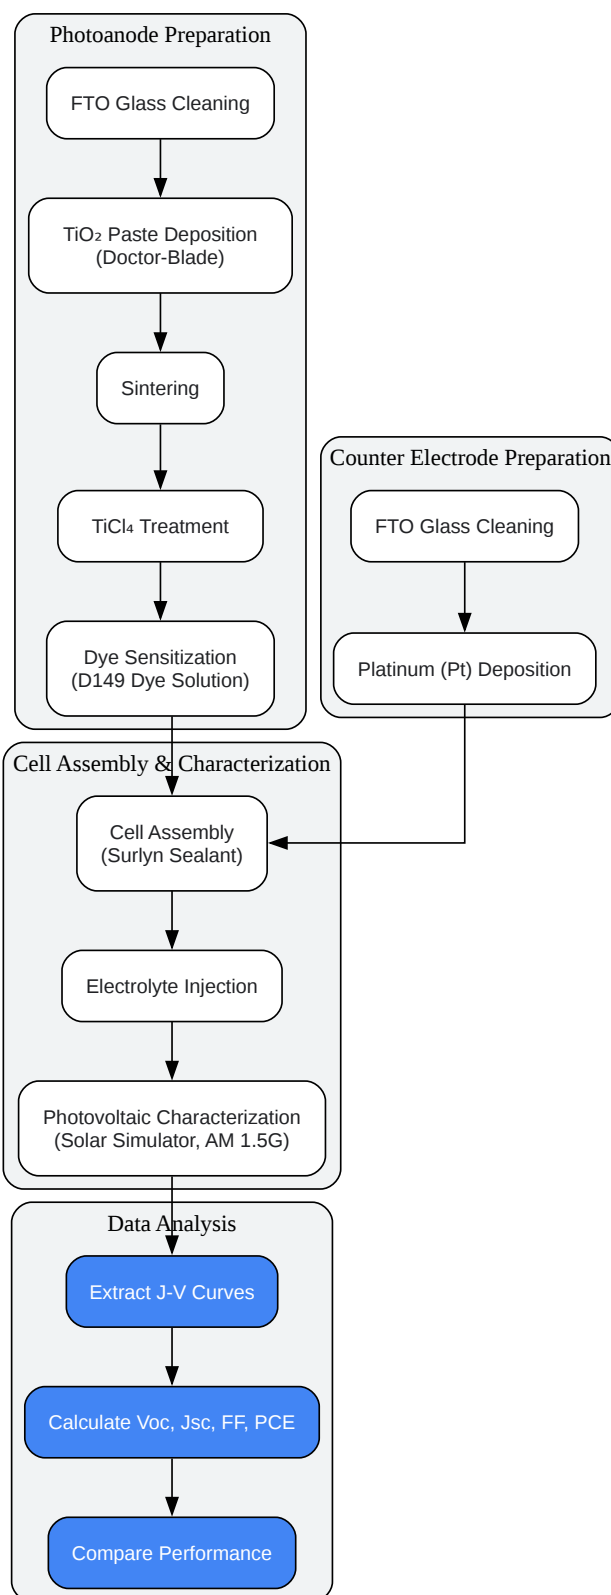 Photoanode Preparation
FTO Glass Cleaning
TiO₂ Paste Deposition
(Doctor-Blade)
Sintering
TiCl₄ Treatment
Dye Sensitization
(D149 Dye Solution)
Counter Electrode Preparation
FTO Glass Cleaning
Platinum (Pt) Deposition
Cell Assembly & Characterization
Cell Assembly
(Surlyn Sealant)
Electrolyte Injection
Photovoltaic Characterization
(Solar Simulator, AM 1.5G)
Data Analysis
Extract J-V Curves
Calculate Voc, Jsc, FF, PCE
Compare Performance